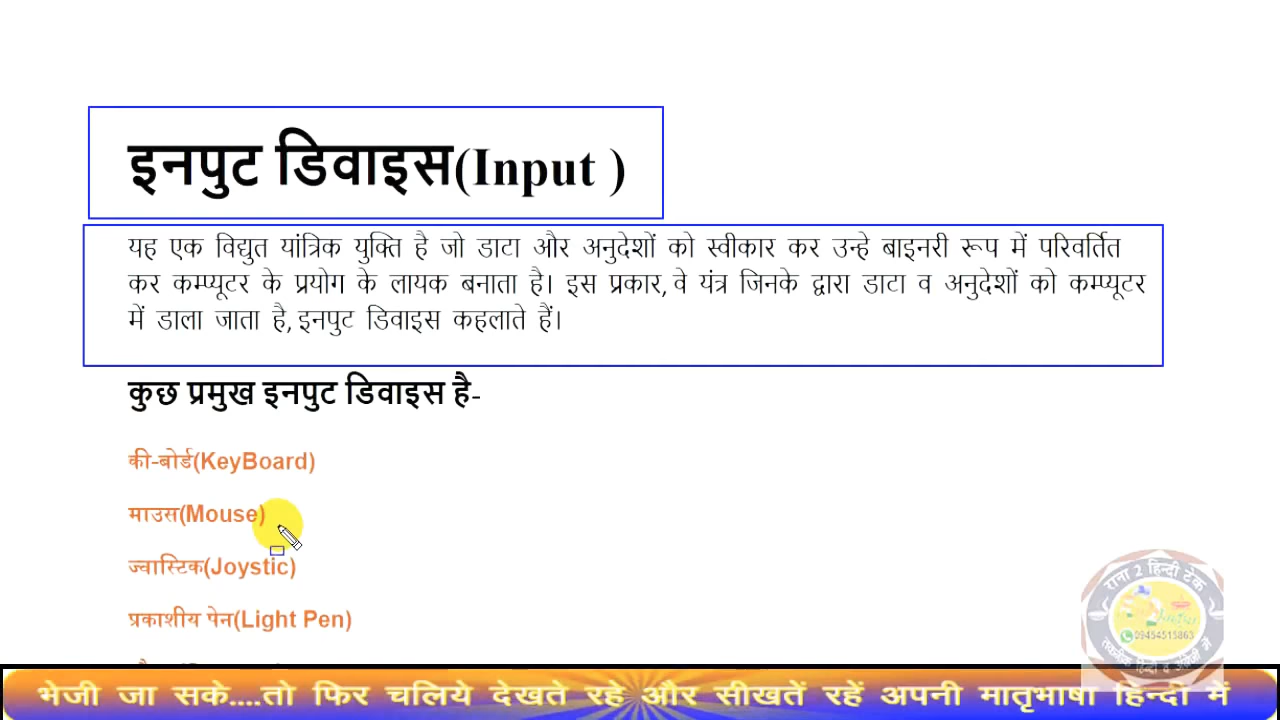 इनपुट डिवाइस(Input )
यह एक विद्युत यांत्रिक युक्ति है जो डाटा और अनुदेशों को स्वीकार कर उन्हे बाइनरी रूप में परिवर्तित
कर कम्प्यूटर के प्रयोग के लायक बनाता है। इस प्रकार, वे यंत्र जिनके द्वारा डाटा व अनुदेशों को कम्प्यूटर
में डाला जाता है, इनपुट डिवाइस कहलाते हैं।
कुछ प्रमुख इनपुट डिवाइस है-
की-बोर्ड(KeyBoard)
माउस(Mouse)
ज्वास्टिक(Joystic)
प्रकाशीय पेन(Light Pen)
राना 2 हिन्दी टेक
09454515863
भेजी जा सके....तो फिर चलिये देखते रहे और सीखतें रहें अपनी मातृभाषा हिन्दी में